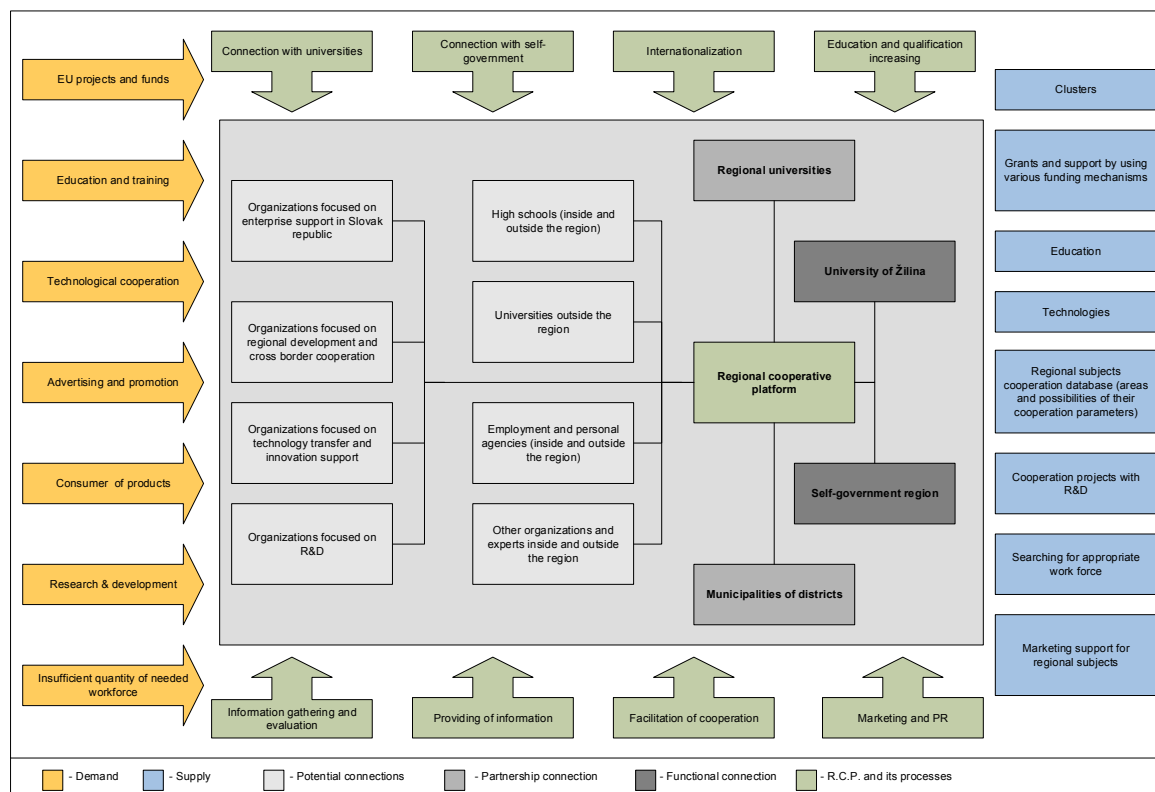 Connection with universities
Connection with self-
government
Internationalization
Education and qualification
increasing
EU projects and funds
Education and training
Technological cooperation
Advertising and promotion
Consumer of products
Research & development
Insufficient quantity of needed
workforce
Organizations focused on
enterprise support in Slovak
republic
Organizations focused on
regional development and
cross border cooperation
Organizations focused on
technology transfer and
innovation support
Organizations focused on
R&D
High schools (inside and
outside the region)
Universities outside the
region
Employment and personal
agencies (inside and outside
the region)
Other organizations and
experts inside and outside
the region
Regional universities
University of Žilina
Regional cooperative
platform
Self-government region
Municipalities of districts
Clusters
Grants and support by using
various funding mechanisms
Education
Technologies
Regional subjects
cooperation database (areas
and possibilities of their
cooperation parameters)
Cooperation projects with
R&D
Searching for appropriate
work force
Marketing support for
regional subjects
Information gathering and
evaluation
Providing of information
Facilitation of cooperation
Marketing and PR
- Demand
- Supply
- Potential connections
- Partnership connection
- Functional connection
- R.C.P. and its processes